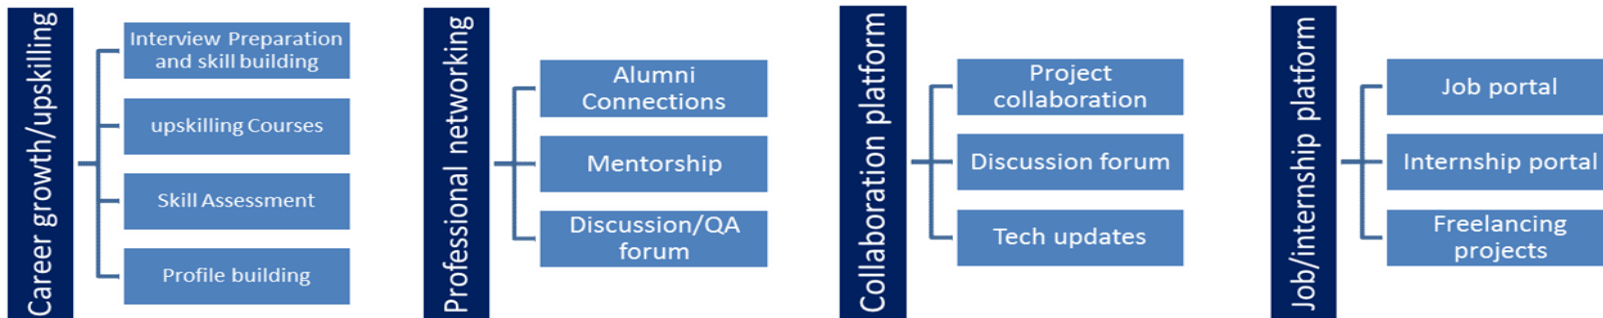 Career growth/upskilling
Interview Preparation
and skill building
upskilling Courses
Skill Assessment
Profile building
Professional networking
Alumni
Connections
Mentorship
Discussion/QA
forum
Collaboration platform
Project
collaboration
Discussion forum
Tech updates
Job/internship platform
Job portal
Internship portal
Freelancing
projects